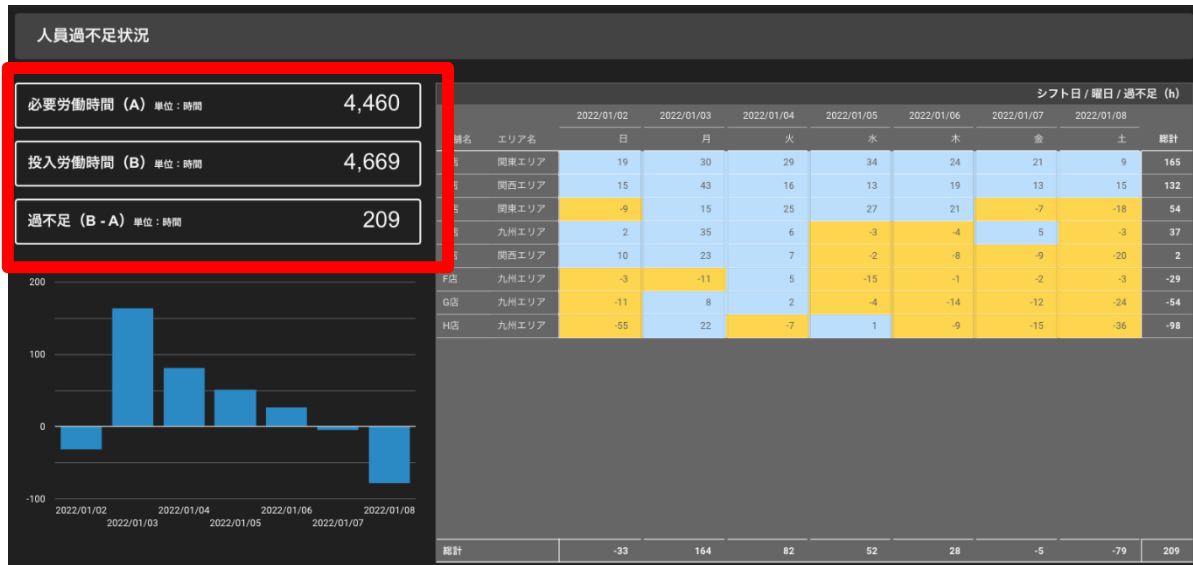 人員過不足状況
必要労働時間（A）単位：時間 4,460
投入労働時間（B）単位：時間 4,669
過不足（B - A）単位：時間 209
200
100
0
-100
2022/01/02 2022/01/04 2022/01/06 2022/01/08
2022/01/03 2022/01/05 2022/01/07
シフト日 / 曜日 / 過不足（h）
2022/01/02 2022/01/03 2022/01/04 2022/01/05 2022/01/06 2022/01/07 2022/01/08
舗名 エリア名 日 月 火 水 木 金 土 総計
店 関東エリア 19 30 29 34 24 21 9 165
店 関西エリア 15 43 16 13 19 13 15 132
店 関東エリア -9 15 25 27 21 -7 -18 54
店 九州エリア 2 35 6 -3 -4 5 -3 37
店 関西エリア 10 23 7 -2 -8 -9 -20 2
F店 九州エリア -3 -11 5 -15 -1 -2 -3 -29
G店 九州エリア -11 8 2 -4 -14 -12 -24 -54
H店 九州エリア -55 22 -7 1 -9 -15 -36 -98
総計 -33 164 82 52 28 -5 -79 209